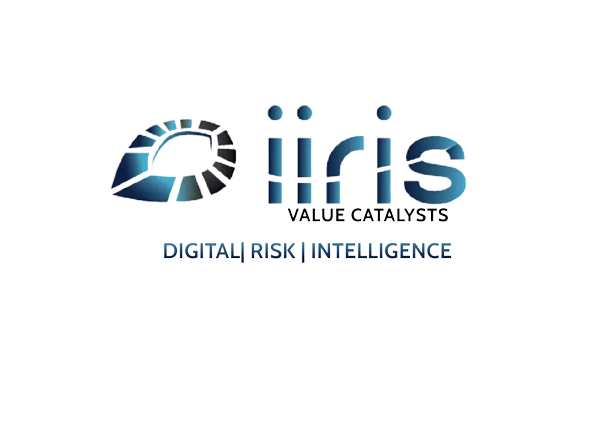 iiris
VALUE CATALYSTS
DIGITAL| RISK | INTELLIGENCE